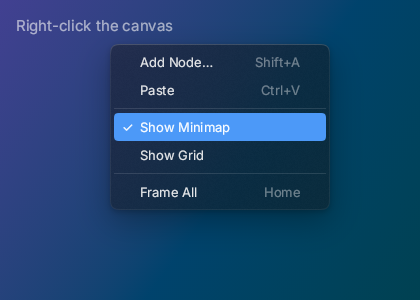 Right-click the canvas
Add Node... Shift+A
Paste Ctrl+V
Show Minimap
Show Grid
Frame All Home